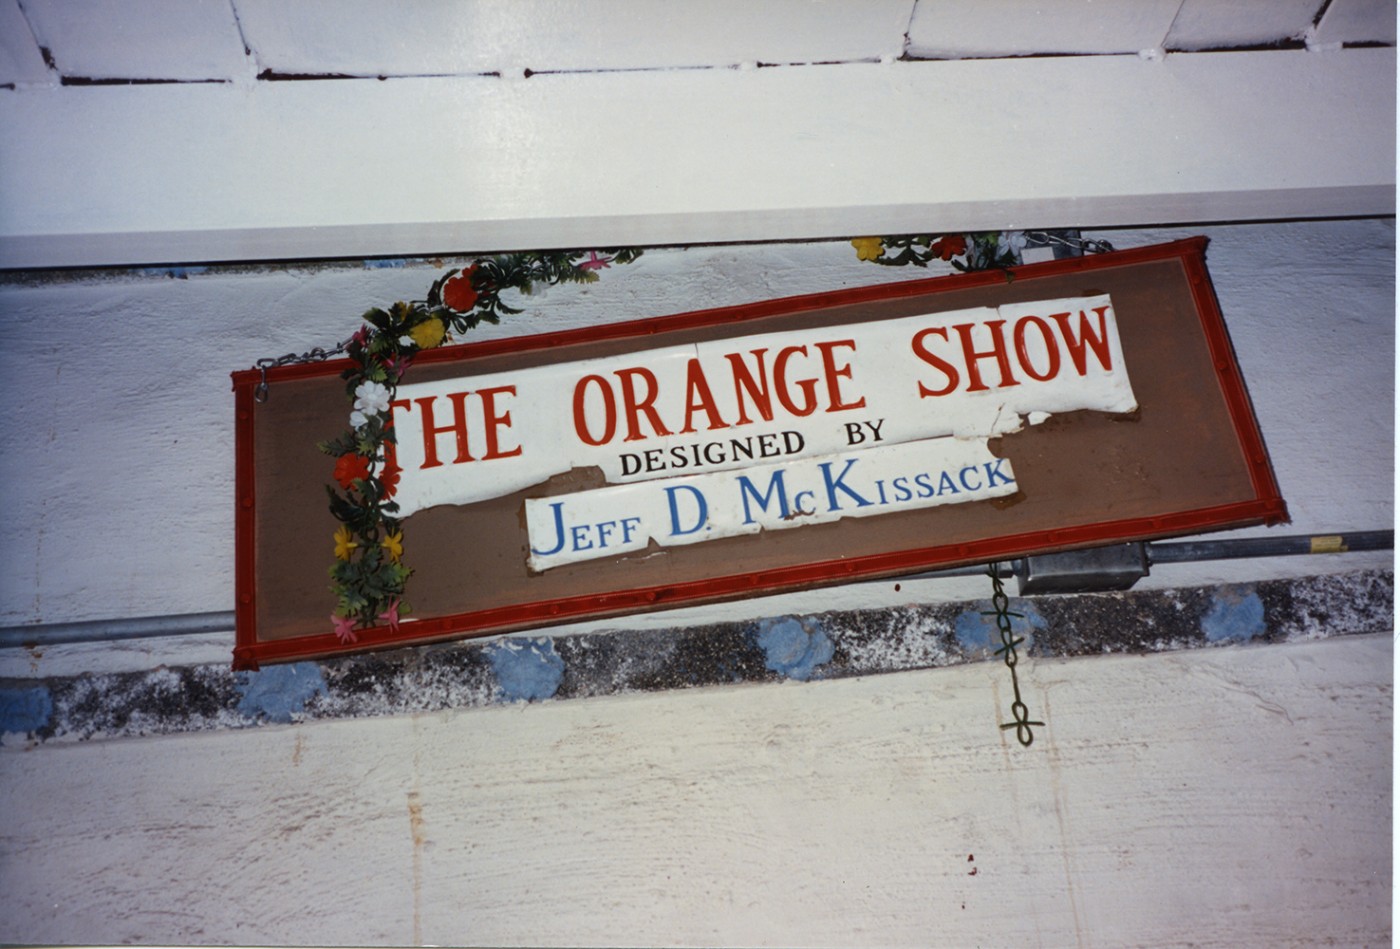 THE ORANGE SHOW
DESIGNED BY
JEFF D. McKISSACK